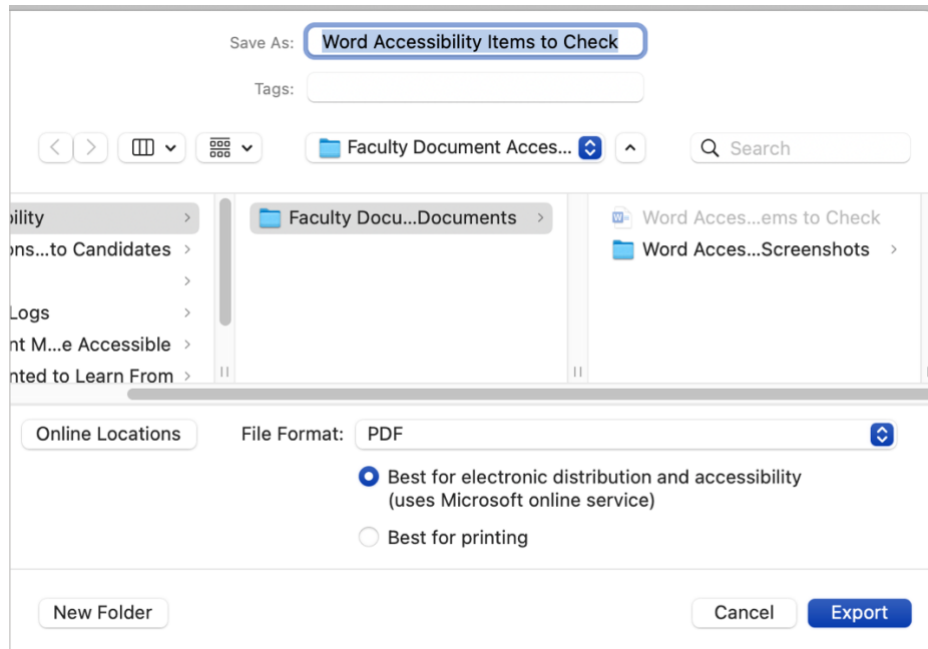 Save As: Word Accessibility Items to Check
Tags:
Faculty Document Acces...
Search
bility
ons...to Candidates
Logs
nt M...e Accessible
nted to Learn From
Faculty Docu...Documents
Word Acces...ems to Check
Word Acces...Screenshots
Online Locations
File Format: PDF
Best for electronic distribution and accessibility
(uses Microsoft online service)
Best for printing
New Folder
Cancel
Export